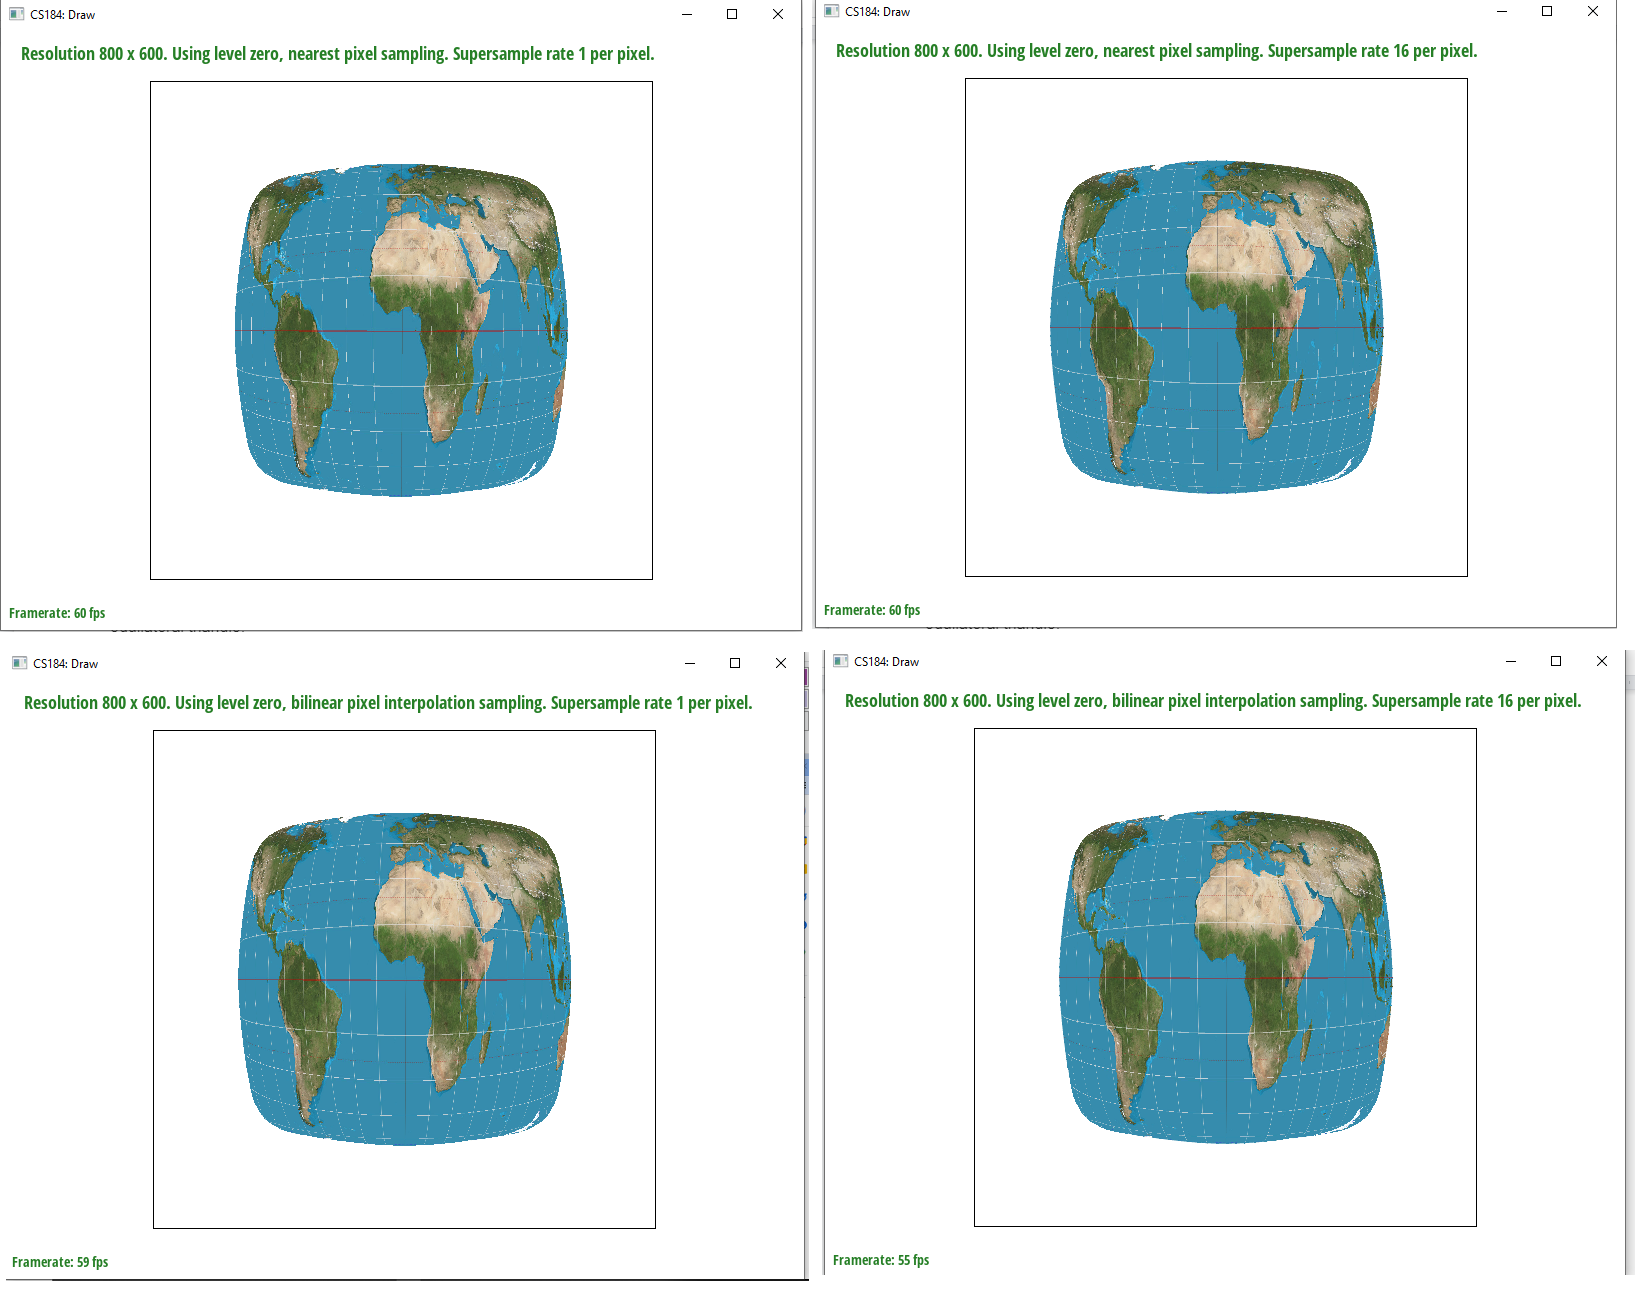 CS184: Draw
Resolution 800 x 600. Using level zero, nearest pixel sampling. Supersample rate 1 per pixel.
Framerate: 60 fps
CS184: Draw
Resolution 800 x 600. Using level zero, nearest pixel sampling. Supersample rate 16 per pixel.
Framerate: 60 fps
CS184: Draw
Resolution 800 x 600. Using level zero, bilinear pixel interpolation sampling. Supersample rate 1 per pixel.
Framerate: 59 fps
CS184: Draw
Resolution 800 x 600. Using level zero, bilinear pixel interpolation sampling. Supersample rate 16 per pixel.
Framerate: 55 fps